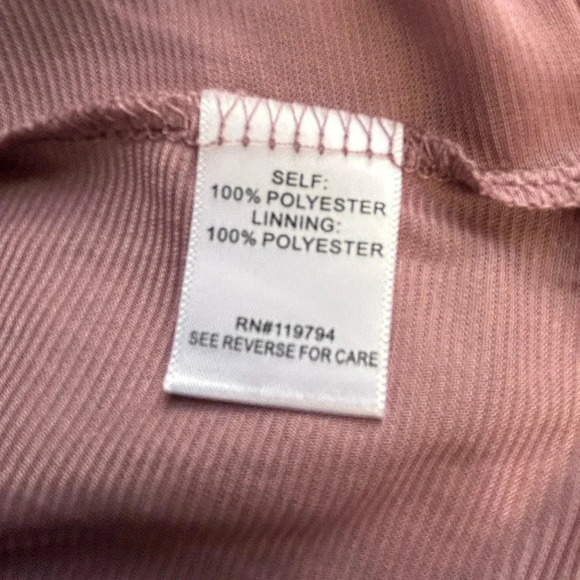 SELF:
100% POLYESTER
LINNING:
100% POLYESTER
RN#119794
SEE REVERSE FOR CARE